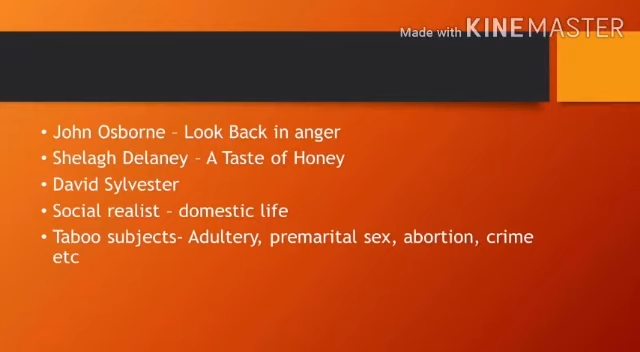 Made with KINEMASTER
• John Osborne – Look Back in anger
• Shelagh Delaney – A Taste of Honey
• David Sylvester
• Social realist – domestic life
• Taboo subjects- Adultery, premarital sex, abortion, crime
etc